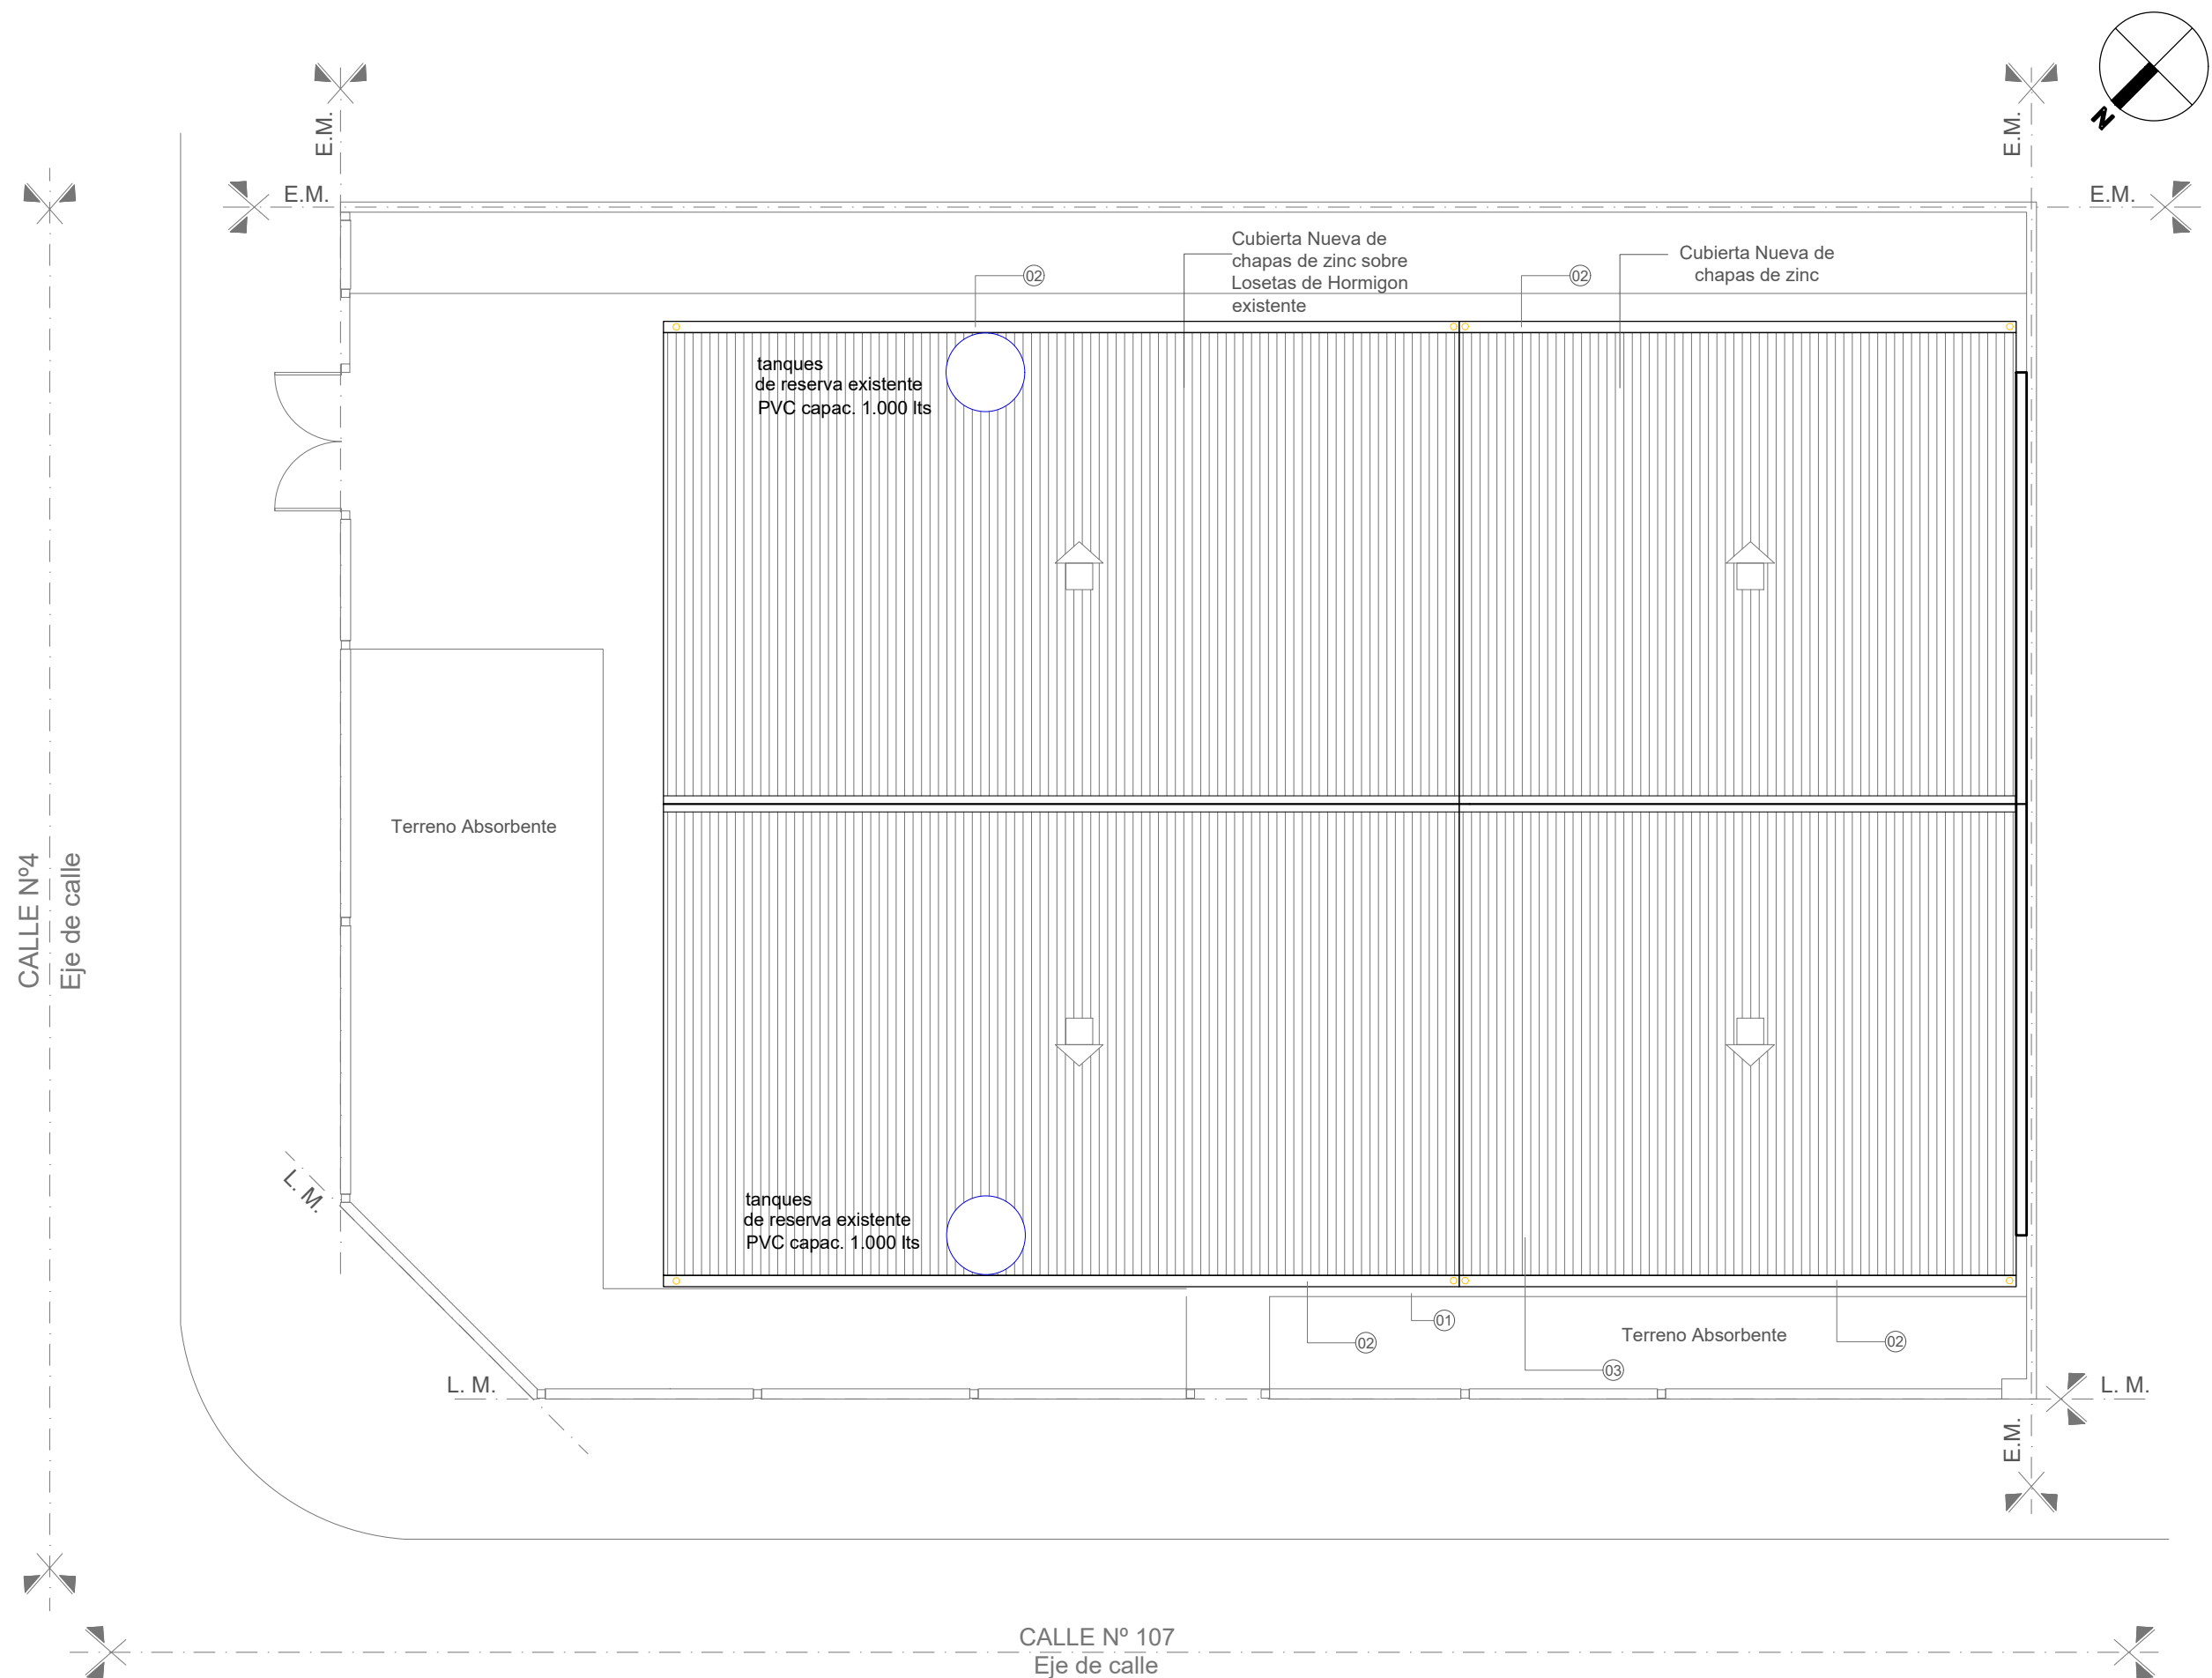 N
E.M.
E.M.
E.M.
E.M.
Cubierta Nueva de
chapas de zinc sobre
Losetas de Hormigon
existente
Cubierta Nueva de
chapas de zinc
02
02
tanques
de reserva existente
PVC capac. 1.000 lts
Terreno Absorbente
CALLE Nº4
Eje de calle
L. M.
tanques
de reserva existente
PVC capac. 1.000 lts
01
02
Terreno Absorbente
02
03
L. M.
L. M.
E.M.
CALLE Nº 107
Eje de calle